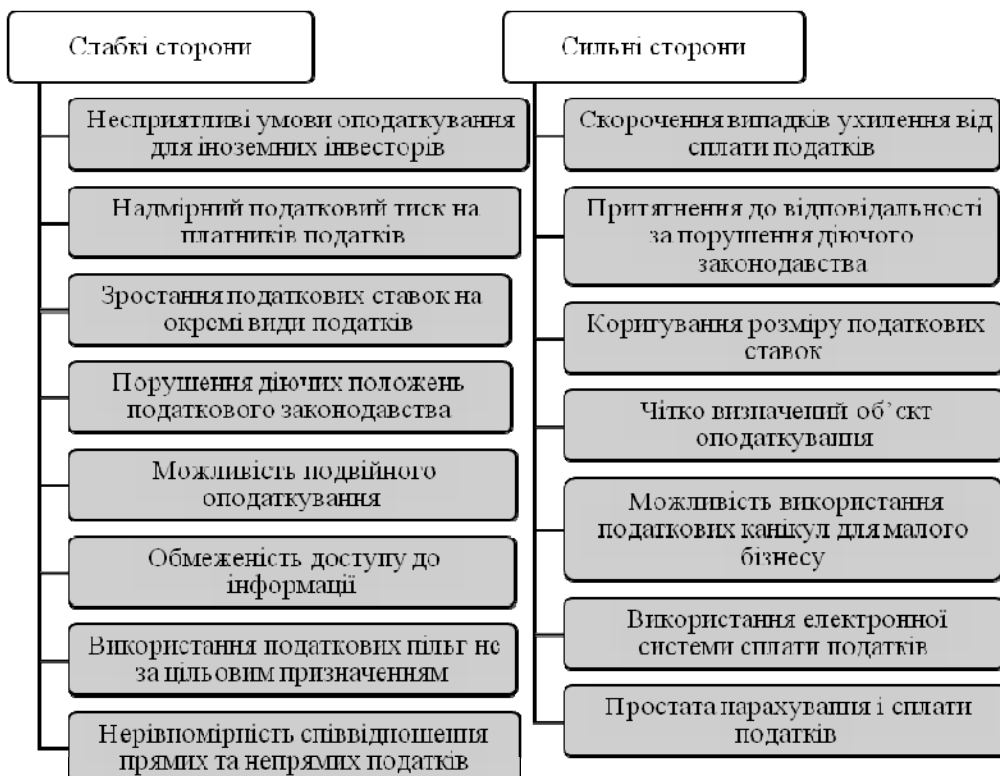 Слабкі сторони
Несприятливі умови оподаткування
для іноземних інвесторів
Надмірний податковий тиск на
платників податків
Зростання податкових ставок на
окремі види податків
Порушення діючих положень
податкового законодавства
Можливість подвійного
оподаткування
Обмеженість доступу до
інформації
Використання податкових пільг не
за цільовим призначенням
Нерівномірність співвідношення
прямих та непрямих податків
Сильні сторони
Скорочення випадків ухилення від
сплати податків
Притягнення до відповідальності
за порушення діючого
законодавства
Коригування розміру податкових
ставок
Чітко визначений об’єкт
оподаткування
Можливість використання
податкових канікул для малого
бізнесу
Використання електронної
системи сплати податків
Простата нарахування і сплати
податків